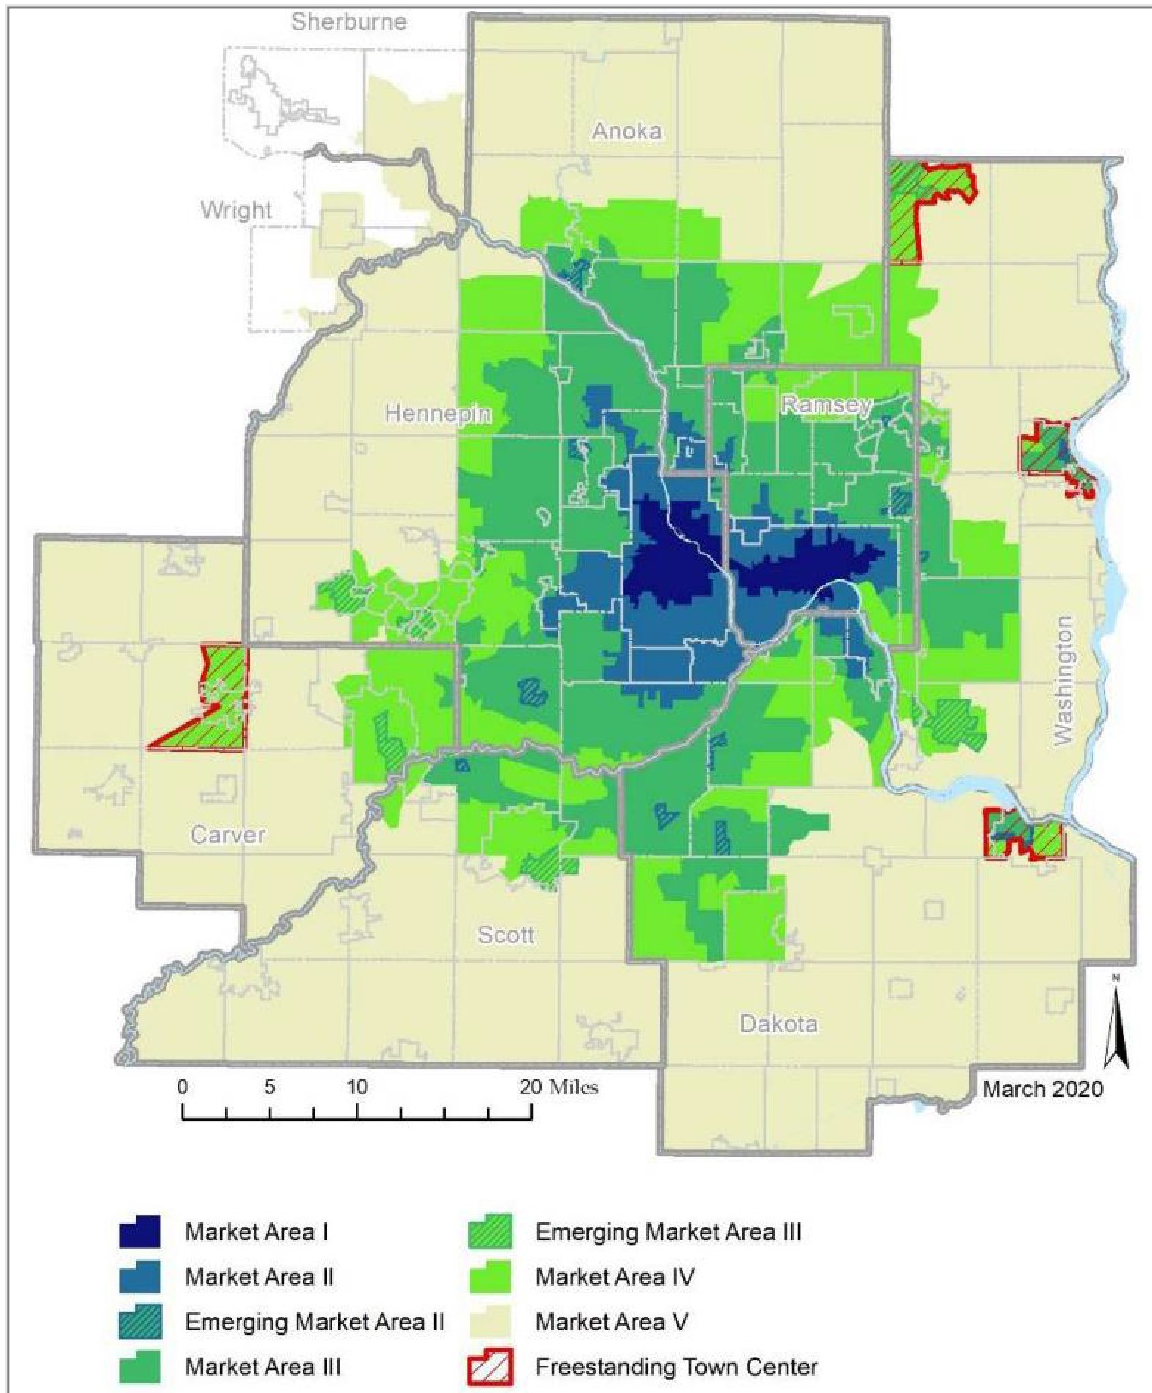 Sherburne
Anoka
Wright
Ramsey
Hennepin
Washington
Carver
Scott
Dakota
N
0 5 10 20 Miles
March 2020
Market Area I
Market Area II
Emerging Market Area II
Market Area III
Emerging Market Area III
Market Area IV
Market Area V
Freestanding Town Center